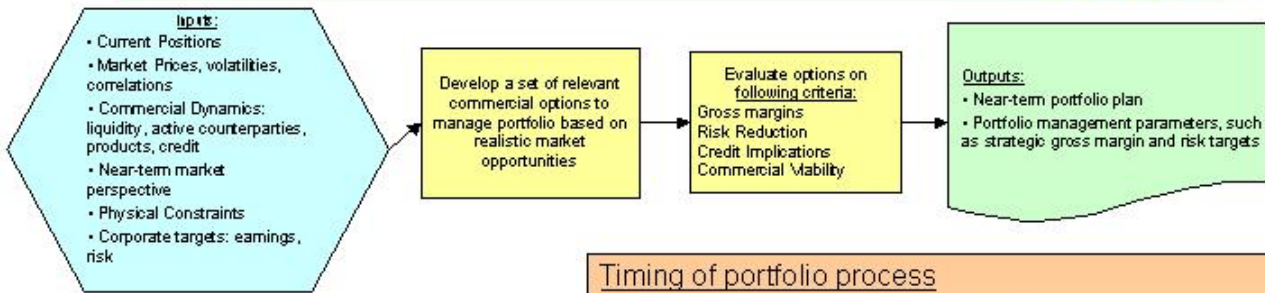 Inputs:
• Current Positions
• Market Prices, volatilities,
correlations
• Commercial Dynamics:
liquidity, active counterparties,
products, credit
• Near-term market
perspective
• Physical Constraints
• Corporate targets: earnings,
risk
Develop a set of relevant
commercial options to
manage portfolio based on
realistic market
opportunities
Evaluate options on
following criteria:
Gross margins
Risk Reduction
Credit Implications
Commercial Viability
Outputs:
• Near-term portfolio plan
• Portfolio management parameters, such
as strategic gross margin and risk targets
Timing of portfolio process